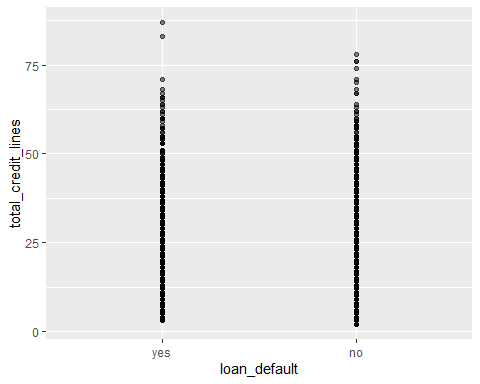 total_credit_lines
75
50
25
0
yes
no
loan_default